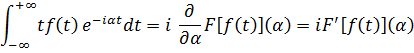 ∫_{−∞}^{+∞} tf(t) e^{−iαt}dt = i ∂/∂α F[f(t)](α) = iF′[f(t)](α)